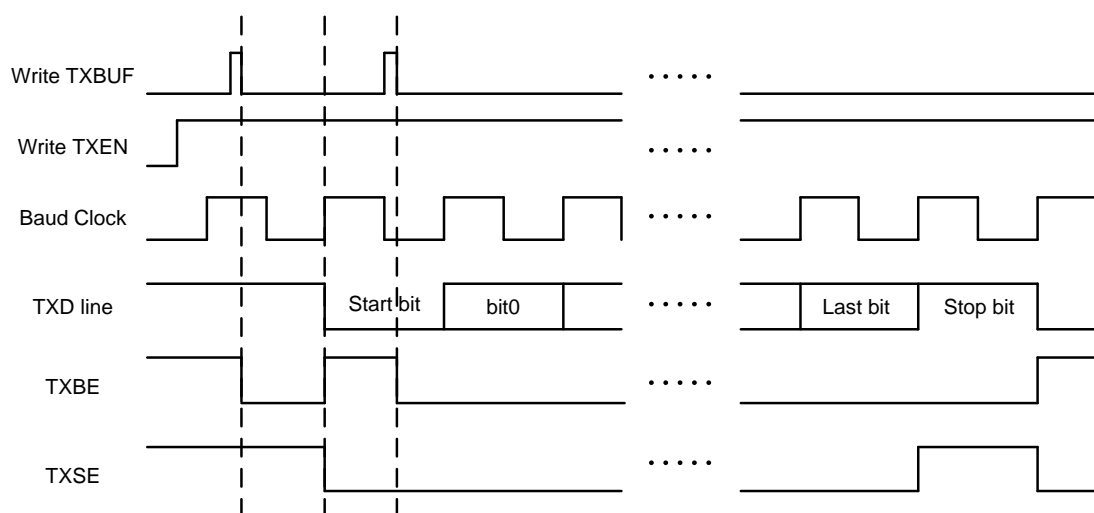 Write TXBUF
.....
Write TXEN
.....
Baud Clock
.....
TXD line
Start bit
bit0
.....
Last bit
Stop bit
TXBE
.....
TXSE
.....